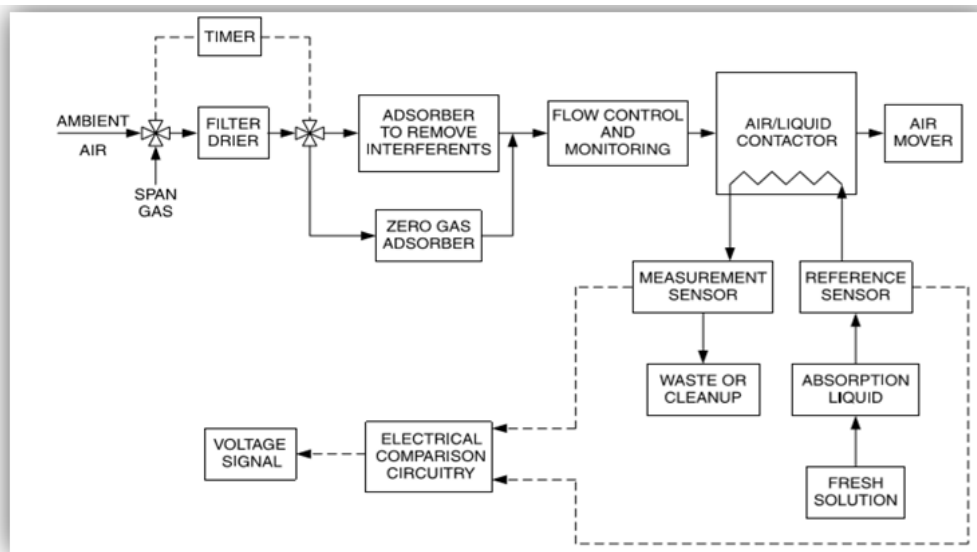 TIMER
AMBIENT
AIR
SPAN
GAS
FILTER
DRIER
ADSORBER
TO REMOVE
INTERFERENTS
ZERO GAS
ADSORBER
FLOW CONTROL
AND
MONITORING
AIR/LIQUID
CONTACTOR
AIR
MOVER
MEASUREMENT
SENSOR
REFERENCE
SENSOR
WASTE OR
CLEANUP
ABSORPTION
LIQUID
VOLTAGE
SIGNAL
ELECTRICAL
COMPARISON
CIRCUITRY
FRESH
SOLUTION